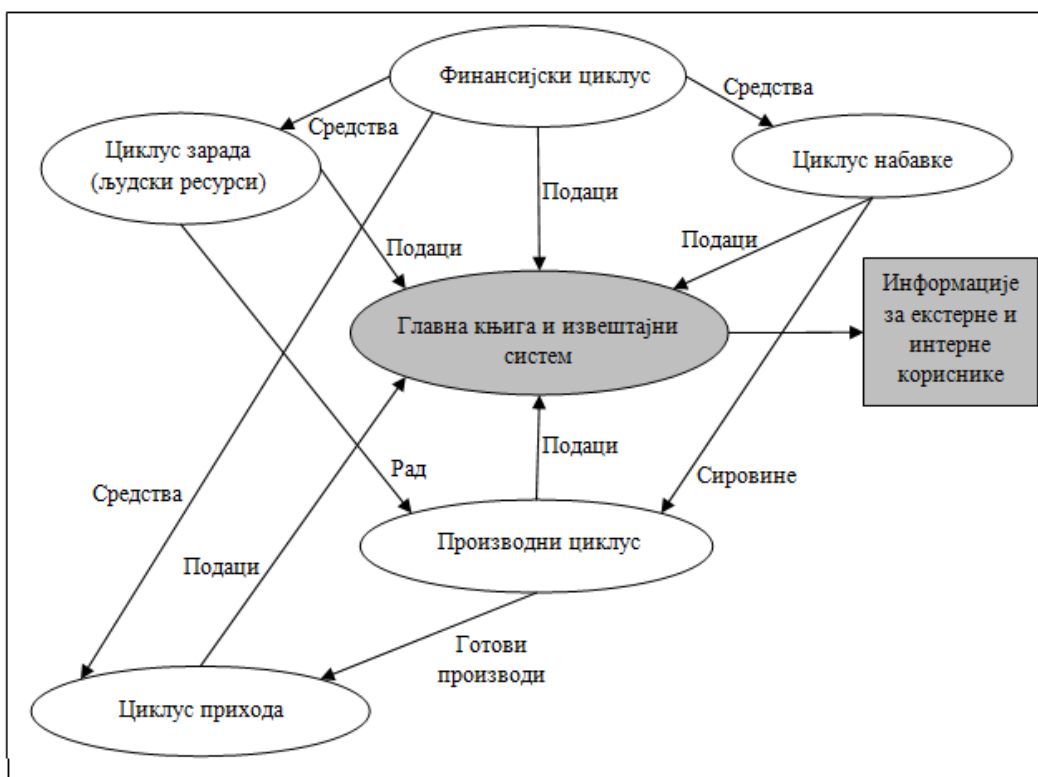 Финансијски циклус
Средства
Средства
Циклус зарада
(људски ресурси)
Циклус набавке
Подаци
Подаци
Подаци
Информације
за екстерне и
интерне
кориснике
Главна књига и извештајни
систем
Подаци
Рад
Сировине
Средства
Производни циклус
Подаци
Готови
производи
Циклус прихода